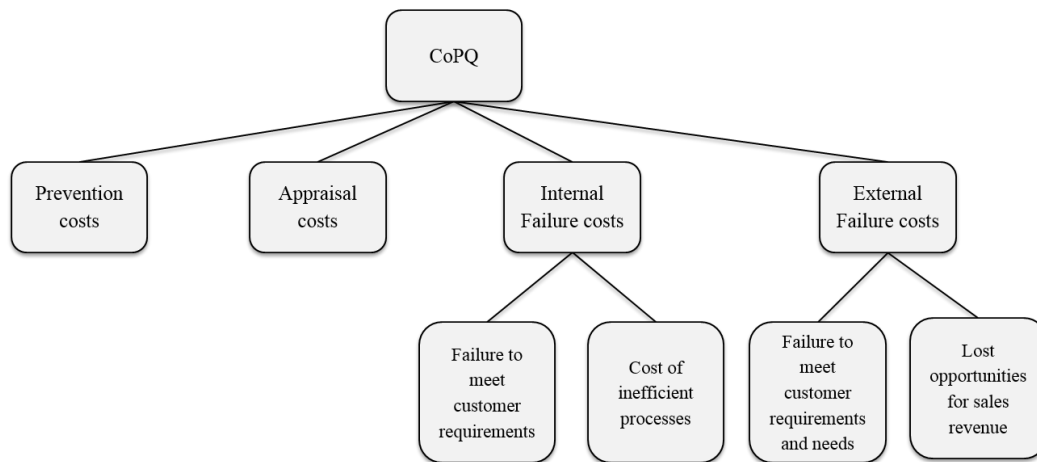 CoPQ
Prevention
costs
Appraisal
costs
Internal
Failure costs
External
Failure costs
Failure to
meet
customer
requirements
Cost of
inefficient
processes
Failure to
meet
customer
requirements
and needs
Lost
opportunities
for sales
revenue